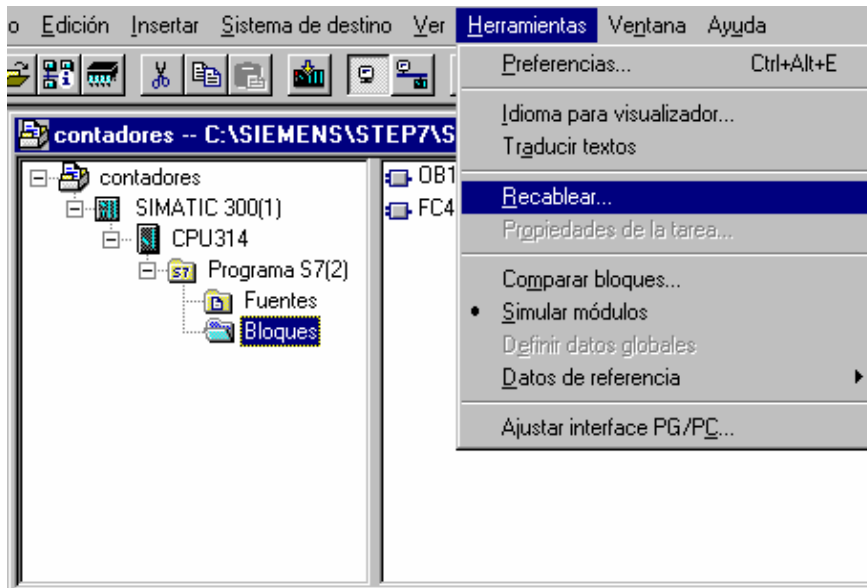 o Edición Insertar Sistema de destino Ver Herramientas Ventana Ayuda
Preferencias... Ctrl+Alt+E
Idioma para visualizador...
Traducir textos
Recablear...
Propiedades de la tarea...
Comparar bloques...
Simular módulos
Definir datos globales
Datos de referencia
Ajustar interface PG/PC...
contadores -- C:\SIEMENS\STEP7\S
contadores
SIMATIC 300(1)
CPU314
S7 Programa S7(2)
Fuentes
Bloques
OB1
FC4